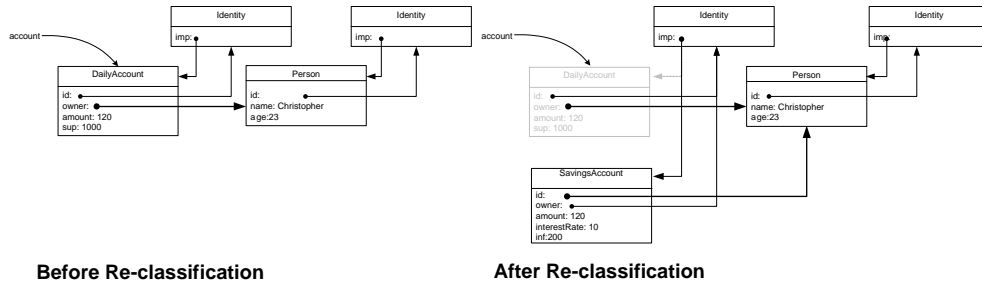 Identity
imp:
Identity
imp:
account
DailyAccount
id:
owner:
amount: 120
sup: 1000
Person
id:
name: Christopher
age:23
Before Re-classification
Identity
imp:
Identity
imp:
account
DailyAccount
id:
owner:
amount: 120
sup: 1000
Person
id:
name: Christopher
age:23
SavingsAccount
id:
owner:
amount: 120
interestRate: 10
inf:200
After Re-classification